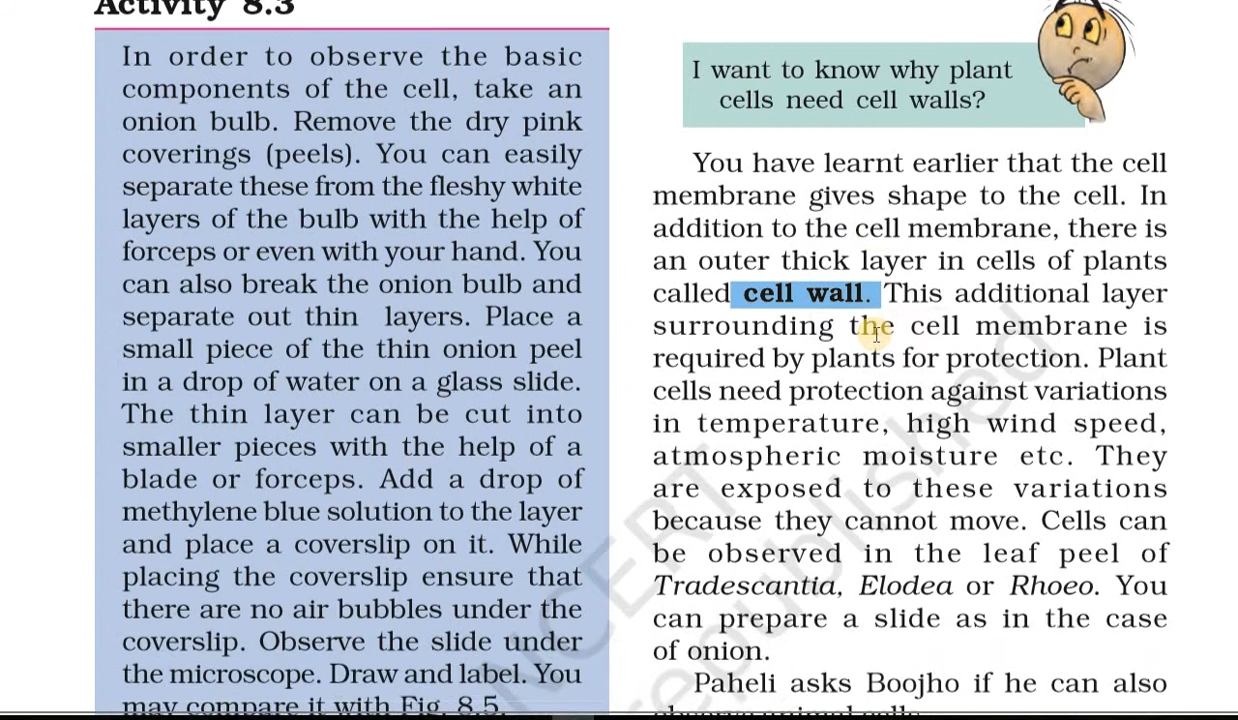 Activity 8.3
In order to observe the basic
components of the cell, take an
onion bulb. Remove the dry pink
coverings (peels). You can easily
separate these from the fleshy white
layers of the bulb with the help of
forceps or even with your hand. You
can also break the onion bulb and
separate out thin layers. Place a
small piece of the thin onion peel
in a drop of water on a glass slide.
The thin layer can be cut into
smaller pieces with the help of a
blade or forceps. Add a drop of
methylene blue solution to the layer
and place a coverslip on it. While
placing the coverslip ensure that
there are no air bubbles under the
coverslip. Observe the slide under
the microscope. Draw and label. You
may compare it with Fig. 8.5.
I want to know why plant
cells need cell walls?
You have learnt earlier that the cell
membrane gives shape to the cell. In
addition to the cell membrane, there is
an outer thick layer in cells of plants
called cell wall. This additional layer
surrounding the cell membrane is
required by plants for protection. Plant
cells need protection against variations
in temperature, high wind speed,
atmospheric moisture etc. They
are exposed to these variations
because they cannot move. Cells can
be observed in the leaf peel of
Tradescantia, Elodea or Rhoeo. You
can prepare a slide as in the case
of onion.
Paheli asks Boojho if he can also
observe animal cells
NCERT
republished